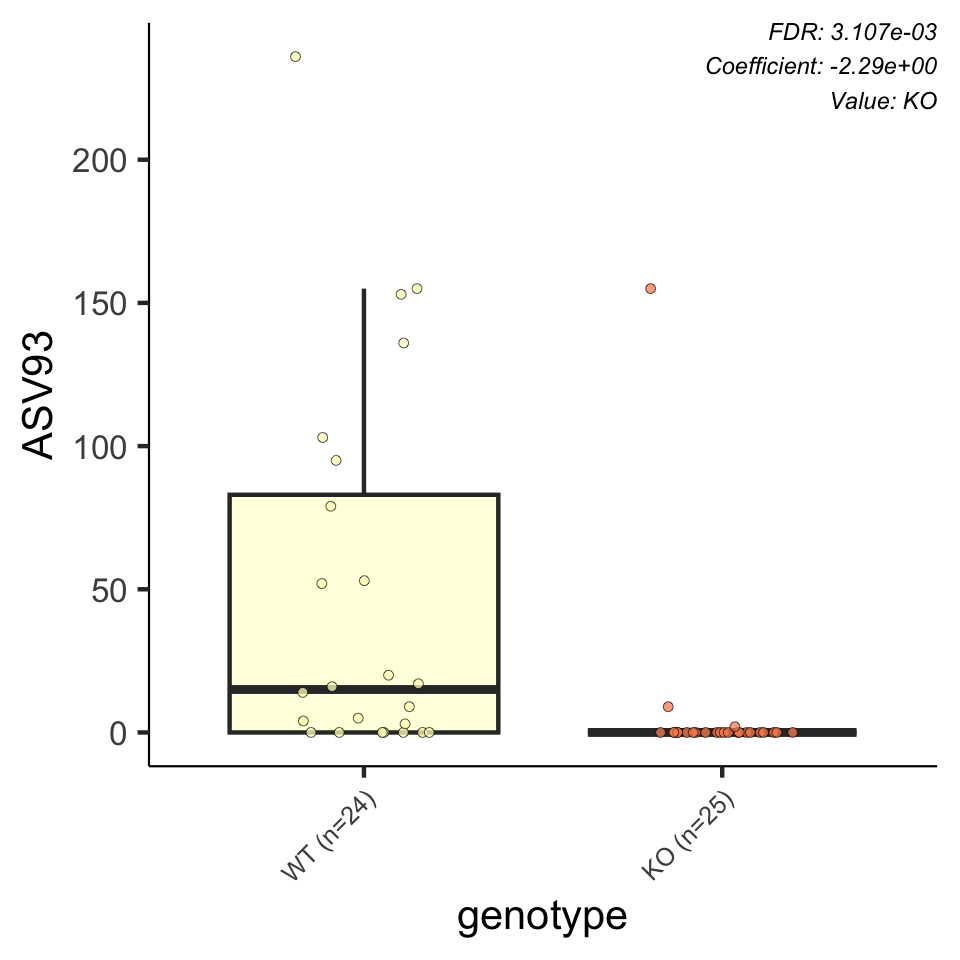 FDR: 3.107e-03
Coefficient: -2.29e+00
Value: KO
200
150
100
50
0
ASV93
WT (n=24)
KO (n=25)
genotype